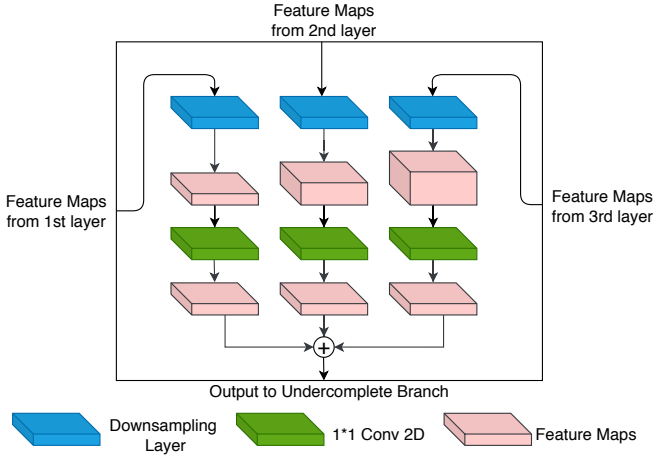 Feature Maps
from 2nd layer
Feature Maps
from 1st layer
Feature Maps
from 3rd layer
+
Output to Undercomplete Branch
Downsampling
Layer
1*1 Conv 2D
Feature Maps